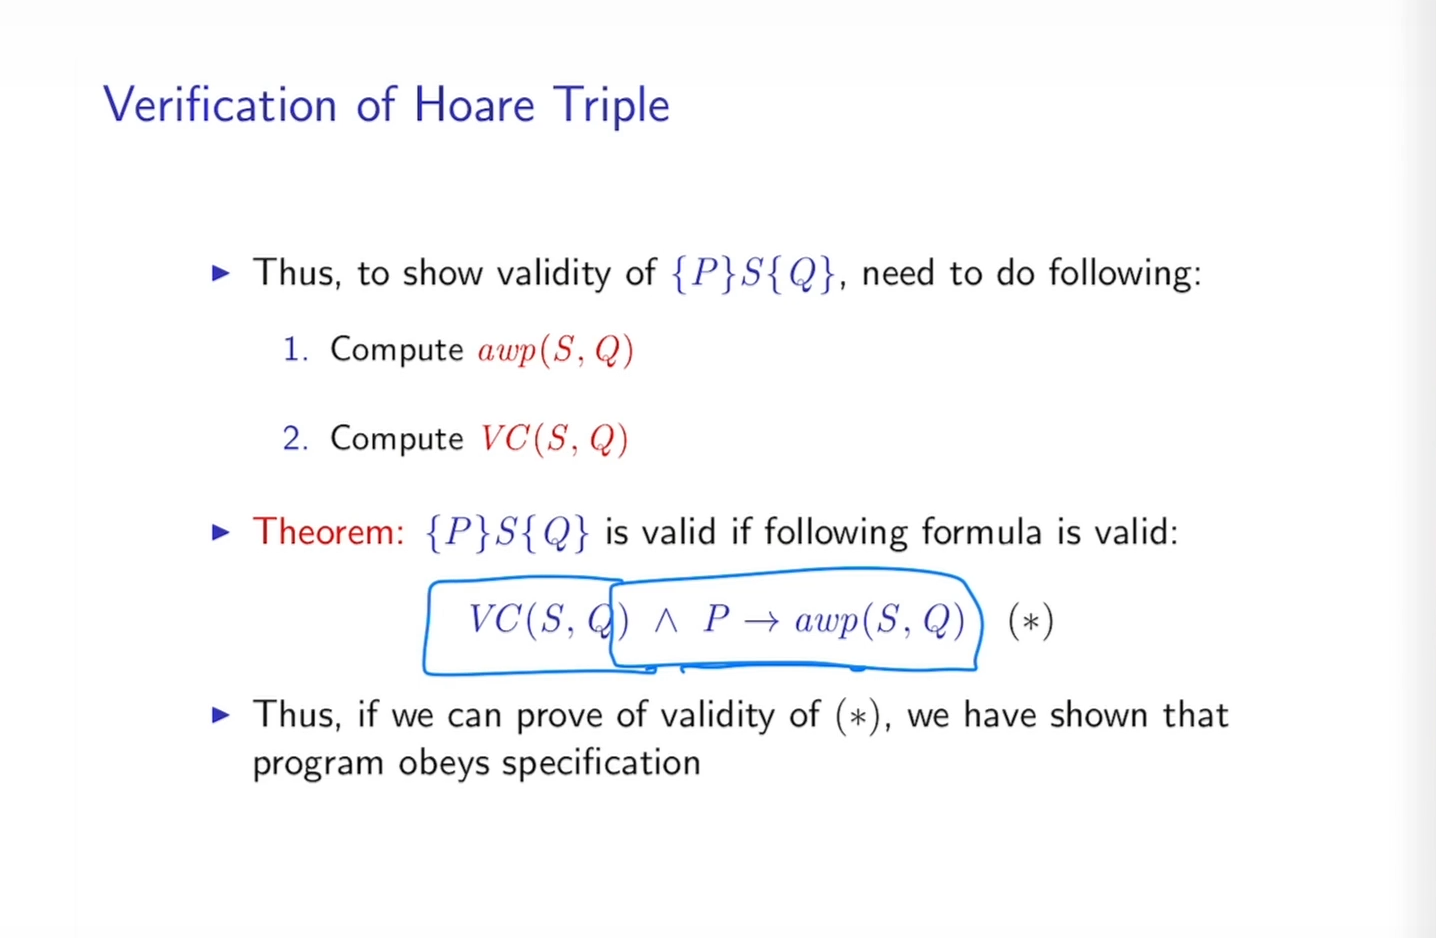 Verification of Hoare Triple
▶ Thus, to show validity of {P}S{Q}, need to do following:
1. Compute awp(S, Q)
2. Compute VC(S, Q)
▶ Theorem: {P}S{Q} is valid if following formula is valid:
VC(S, Q) ∧ P → awp(S, Q) (∗)
▶ Thus, if we can prove of validity of (∗), we have shown that
program obeys specification